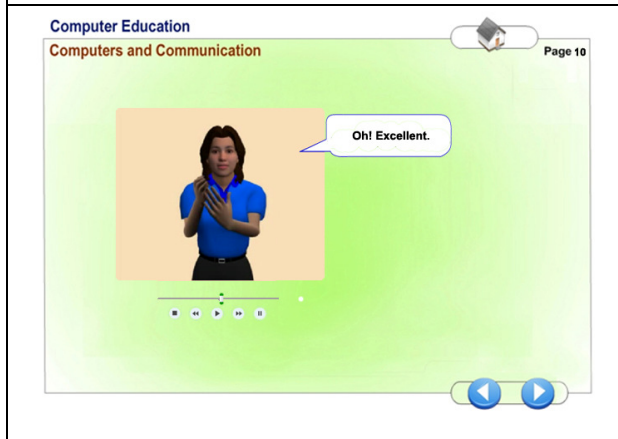 Computer Education
Computers and Communication
Page 10
Oh! Excellent.